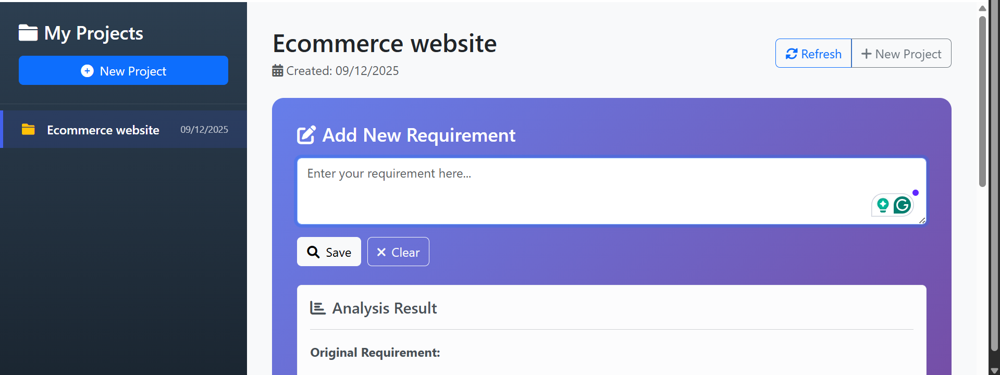 My Projects
New Project
Ecommerce website 09/12/2025
Ecommerce website
Created: 09/12/2025
Refresh
New Project
Add New Requirement
Enter your requirement here...
Save
Clear
Analysis Result
Original Requirement: